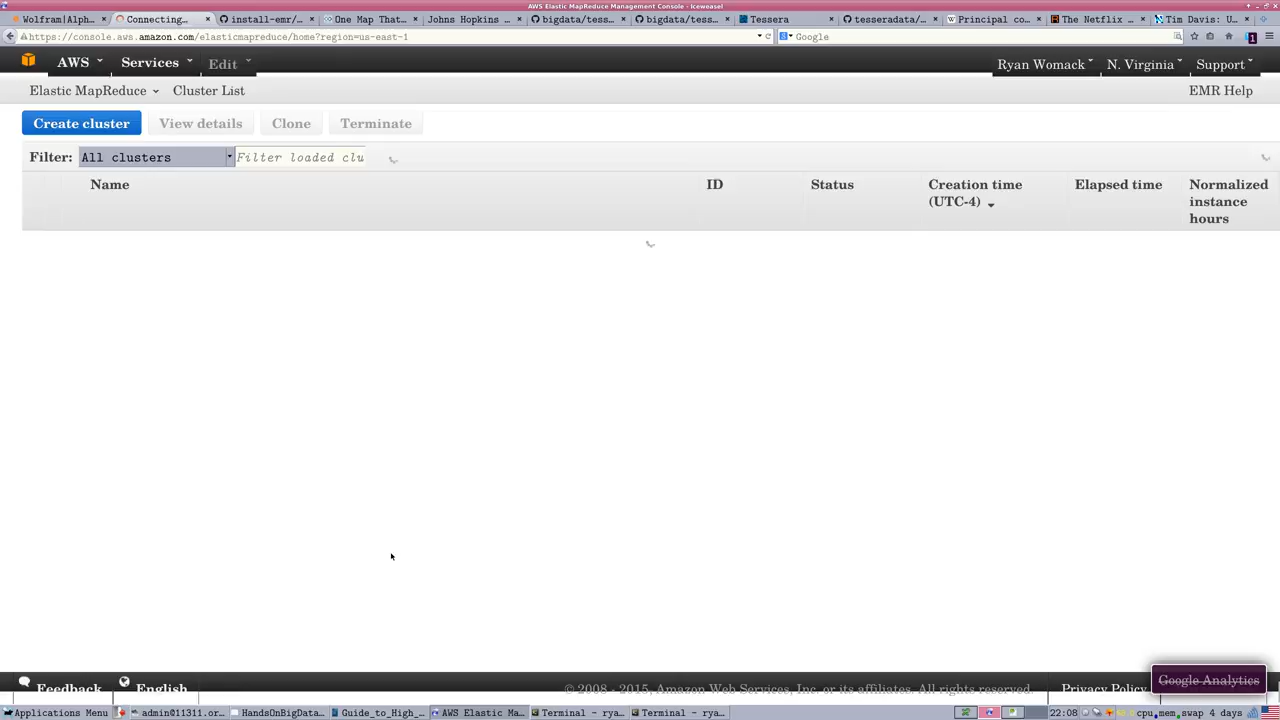 AWS Elastic MapReduce Management Console - Iceweasel
Wolfram|Alph... Connecting... install-emr/... One Map That... Johns Hopkins ... bigdata/tess... bigdata/tess... Tessera tesseradata/... Principal co... The Netflix ... Tim Davis: U...
https://console.aws.amazon.com/elasticmapreduce/home?region=us-east-1 Google
1
AWS Services Edit Ryan Womack N. Virginia Support
Elastic MapReduce Cluster List EMR Help
Create cluster View details Clone Terminate
Filter: All clusters Filter loaded clu
Name ID Status Creation time (UTC-4) Elapsed time Normalized instance hours
Feedback English © 2008 - 2015, Amazon Web Services, Inc. or its affiliates. All rights reserved. Privacy Policy
Google Analytics
Applications Menu admin@11311.or... HandsOnBigData... Guide_to_High_... AWS Elastic Ma... Terminal - rya... Terminal - rya... 22:08 cpu mem swap 4 days